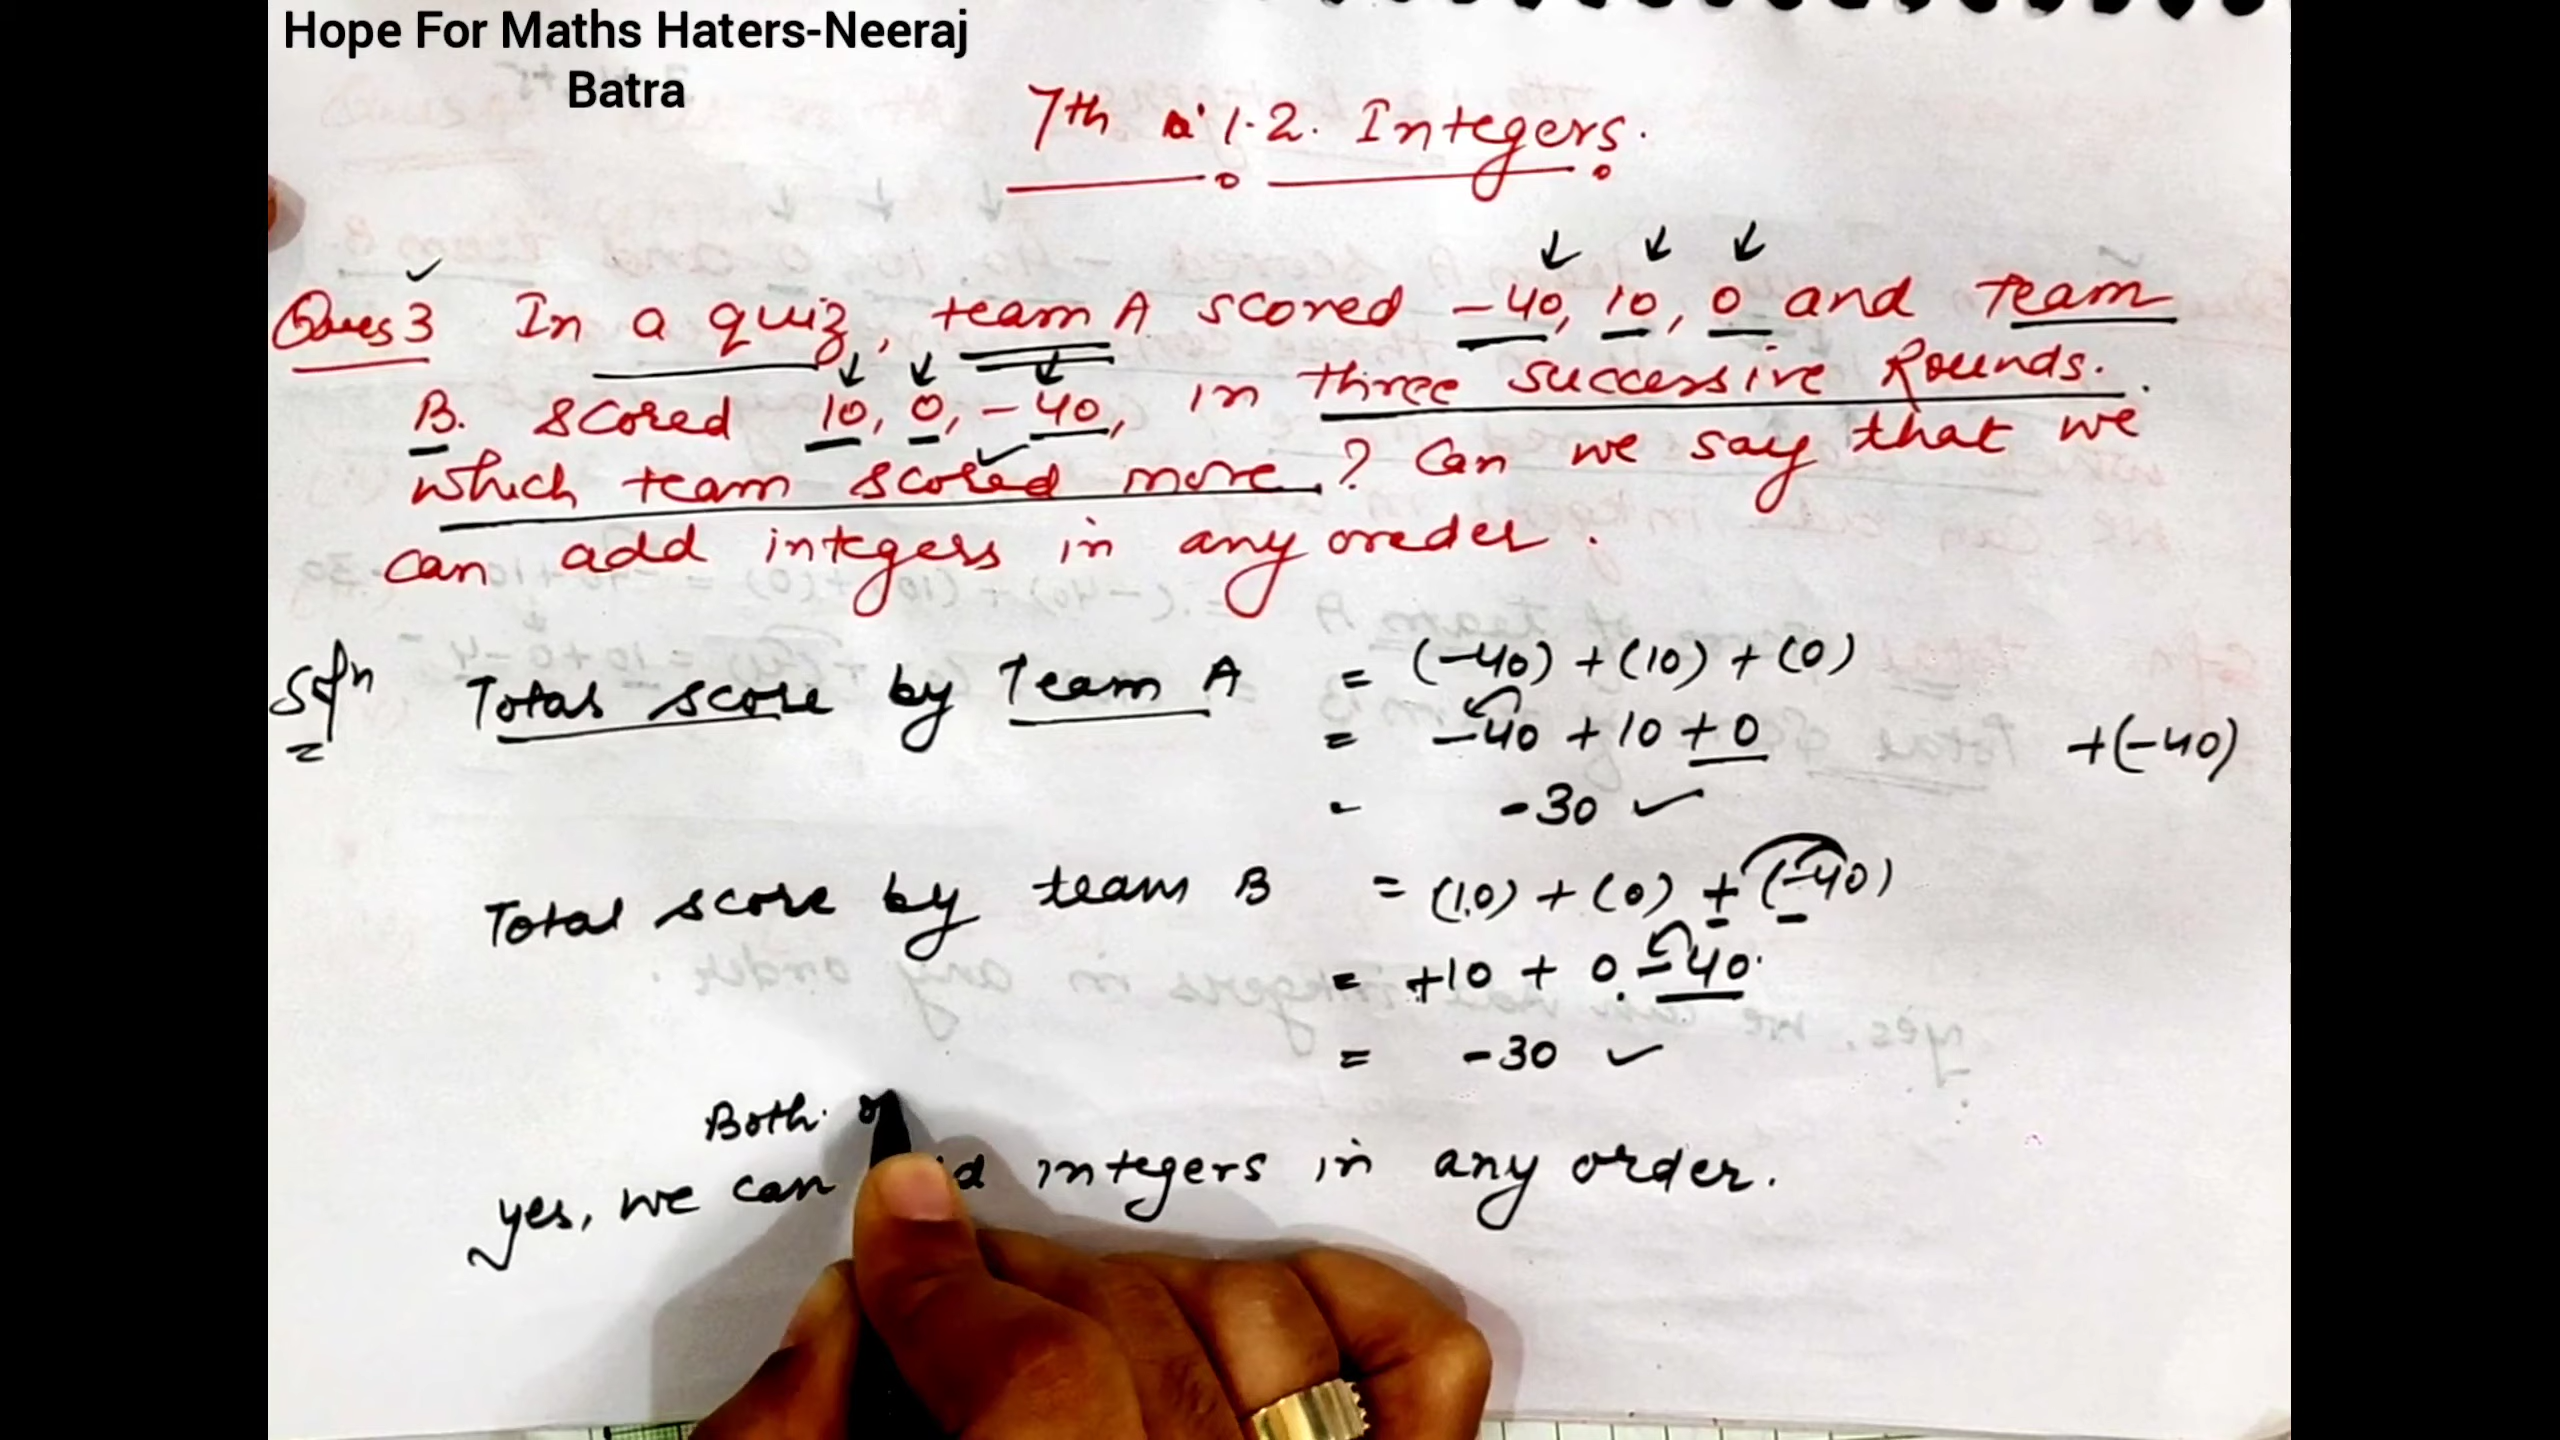 Hope For Maths Haters-Neeraj
Batra
7th 1.2. Integers.
Ques 3 In a quiz, team A scored -40, 10, 0 and team
B. scored 10, 0, -40, in three successive Rounds.
which team scored more? Can we say that we
can add integers in any oreder.
Soln Total score by Team A = (-40) + (10) + (0)
= -40 + 10 + 0 +(-40)
= -30 ✓
Total score by team B = (10) + (0) + (-40)
= +10 + 0 - 40.
= -30 ✓
Both.
yes, we can integers in any order.